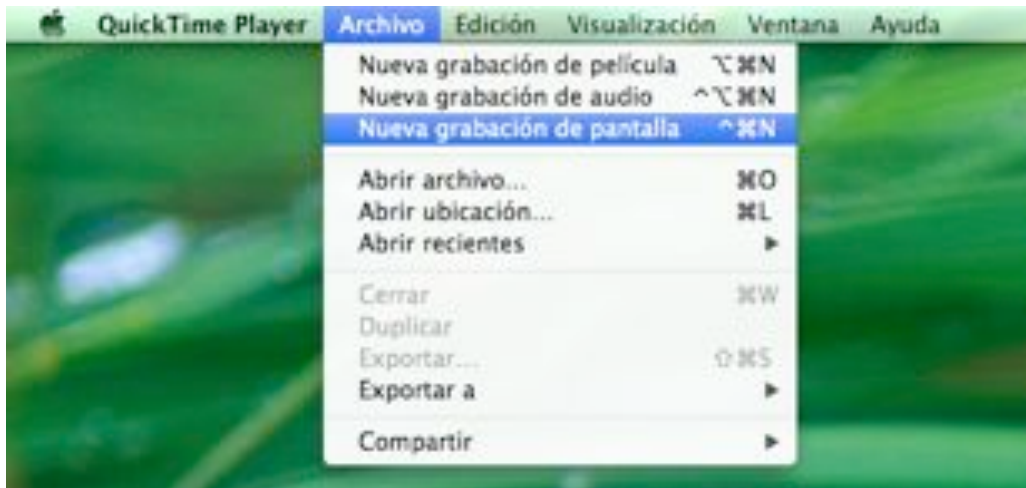 QuickTime Player Archivo Edición Visualización Ventana Ayuda
Nueva grabación de película ⌥⌘N
Nueva grabación de audio ^⌥⌘N
Nueva grabación de pantalla ^⌘N
Abrir archivo... ⌘O
Abrir ubicación... ⌘L
Abrir recientes
Cerrar ⌘W
Duplicar
Exportar... ⇧⌘S
Exportar a
Compartir